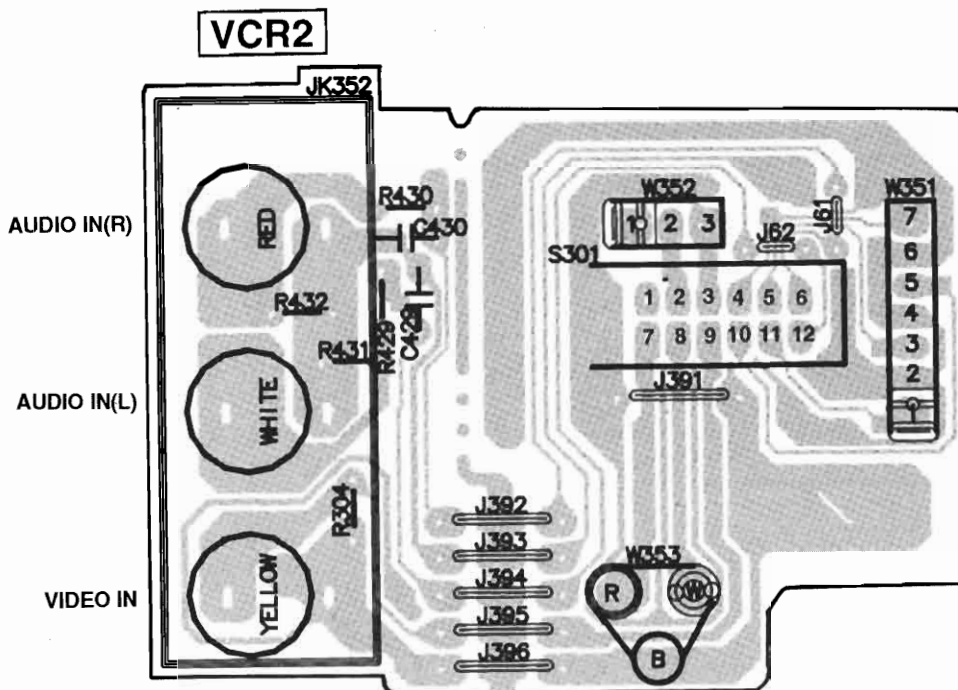 VCR2
JK352
AUDIO IN(R)
RED
R430
C430
W352
1 2 3
J61
J62
W351
7
6
5
4
3
2
S301
1 2 3 4 5 6
7 8 9 10 11 12
R432
R429
C429
R431
J391
AUDIO IN(L)
WHITE
R304
J392
J393
J394
J395
J396
VIDEO IN
YELLOW
W353
R
W
B